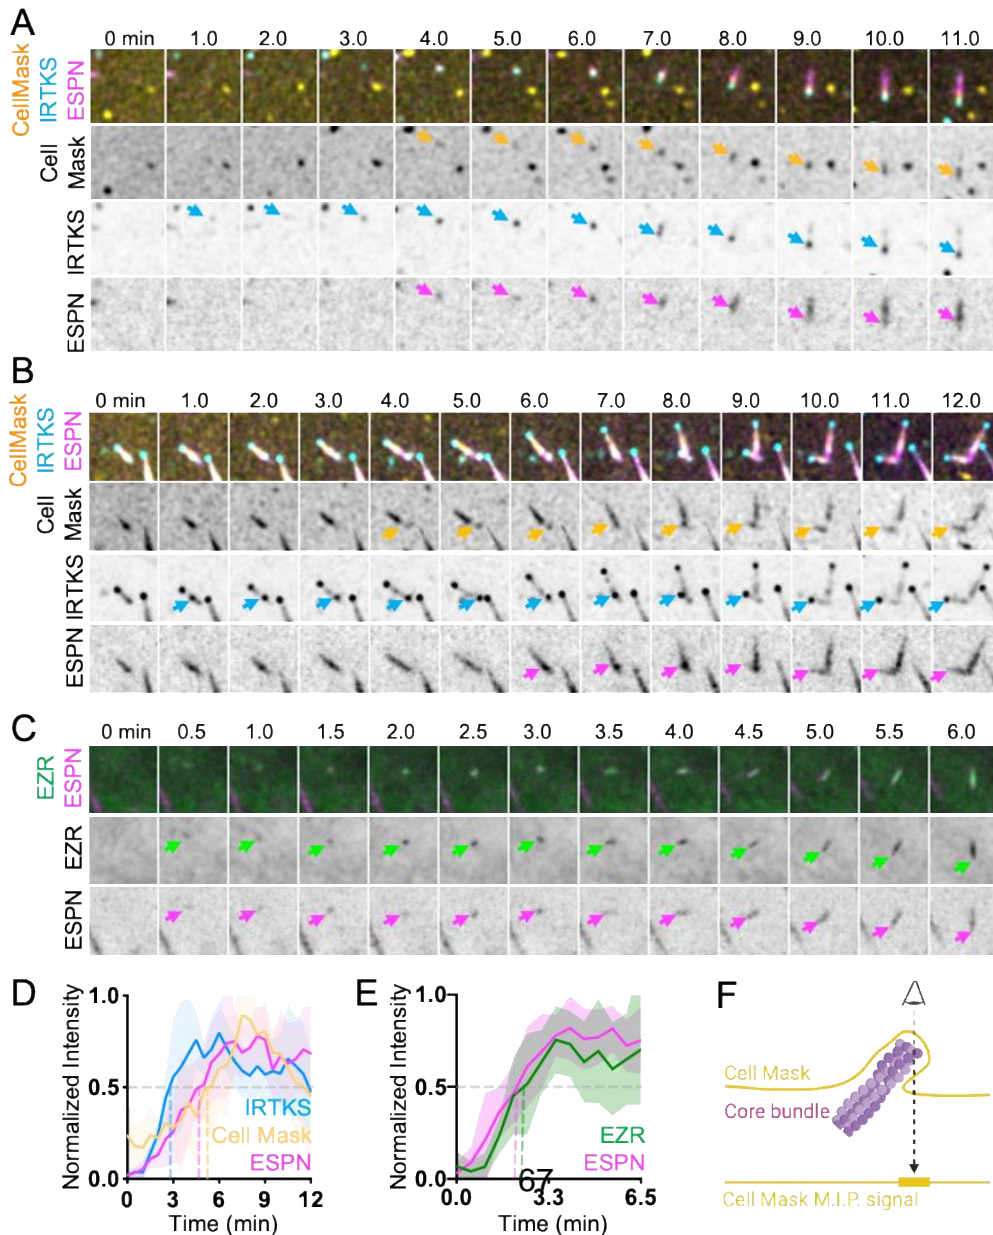 A
0 min 1.0 2.0 3.0 4.0 5.0 6.0 7.0 8.0 9.0 10.0 11.0
CellMask
IRTKS
ESPN
Cell
Mask
IRTKS
ESPN
B
0 min 1.0 2.0 3.0 4.0 5.0 6.0 7.0 8.0 9.0 10.0 11.0 12.0
CellMask
IRTKS
ESPN
Cell
Mask
IRTKS
ESPN
C
0 min 0.5 1.0 1.5 2.0 2.5 3.0 3.5 4.0 4.5 5.0 5.5 6.0
EZR
ESPN
EZR
ESPN
D
Normalized Intensity
1.0
0.5
0.0
IRTKS
Cell Mask
ESPN
0 3 6 9 12
Time (min)
E
Normalized Intensity
1.0
0.5
0.0
EZR
ESPN
67
0.0 3.3 6.5
Time (min)
F
Cell Mask
Core bundle
Cell Mask M.I.P. signal